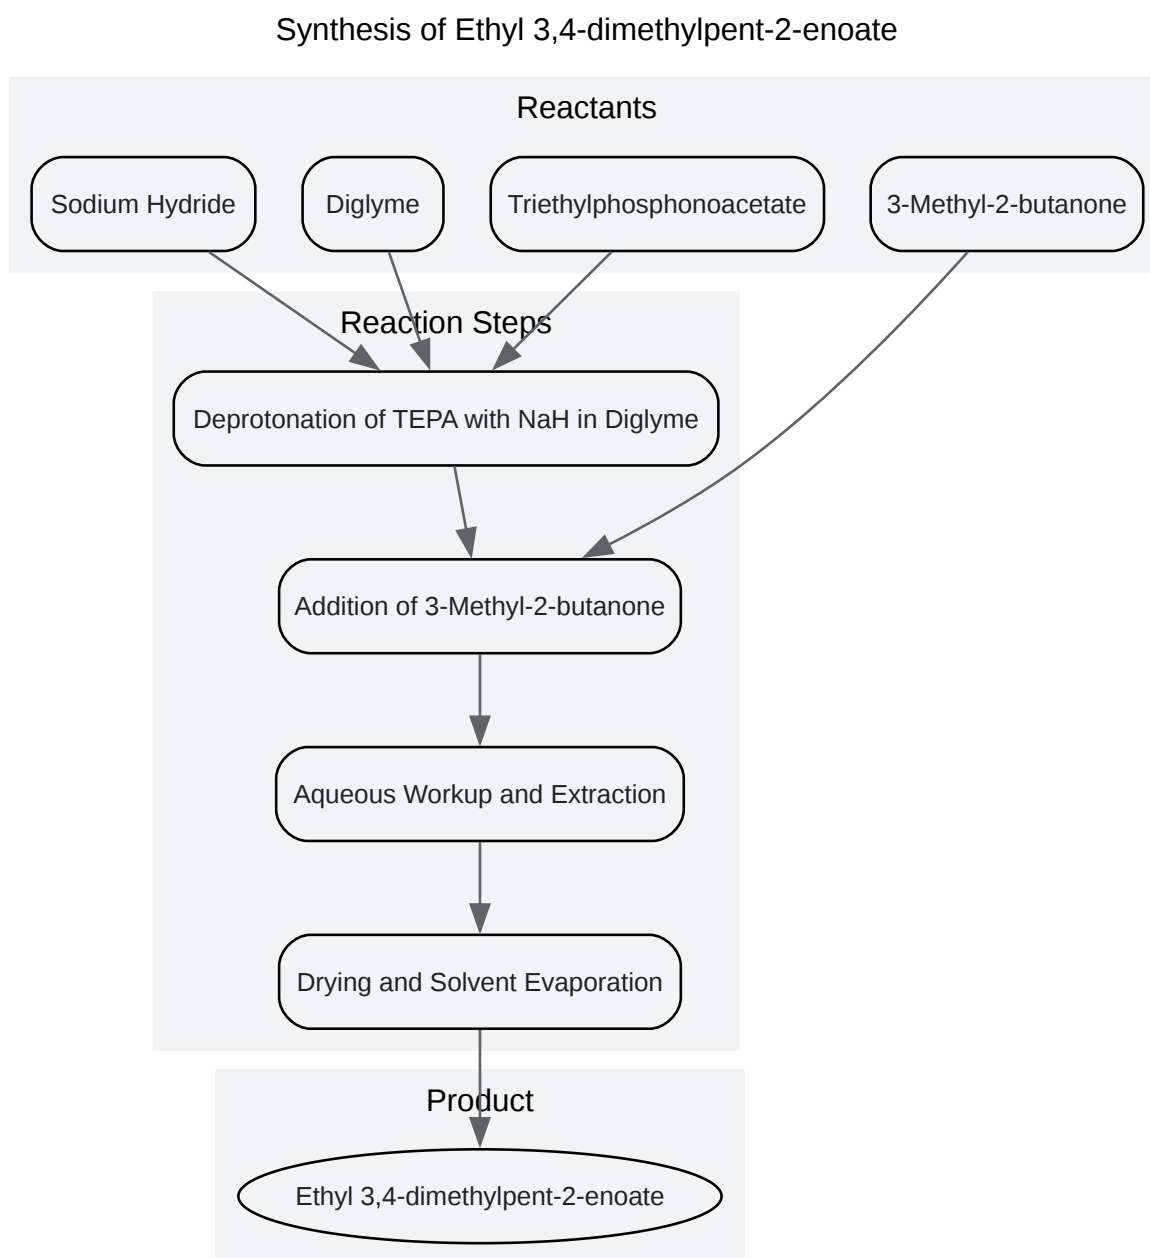 Synthesis of Ethyl 3,4-dimethylpent-2-enoate
Reactants
Sodium Hydride
Diglyme
Triethylphosphonoacetate
3-Methyl-2-butanone
Reaction Steps
Deprotonation of TEPA with NaH in Diglyme
Addition of 3-Methyl-2-butanone
Aqueous Workup and Extraction
Drying and Solvent Evaporation
Product
Ethyl 3,4-dimethylpent-2-enoate